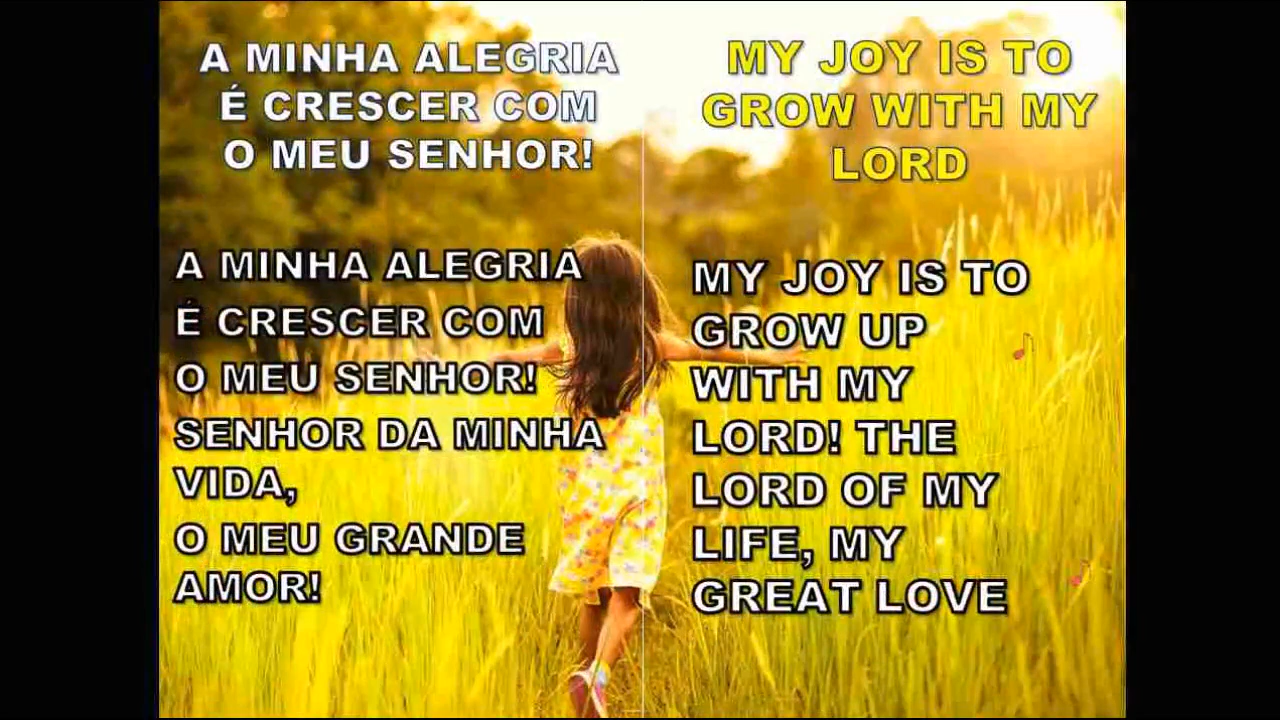 A MINHA ALEGRIA
É CRESCER COM
O MEU SENHOR!
A MINHA ALEGRIA
É CRESCER COM
O MEU SENHOR!
SENHOR DA MINHA
VIDA,
O MEU GRANDE
AMOR!
MY JOY IS TO
GROW WITH MY
LORD
MY JOY IS TO
GROW UP
WITH MY
LORD! THE
LORD OF MY
LIFE, MY
GREAT LOVE